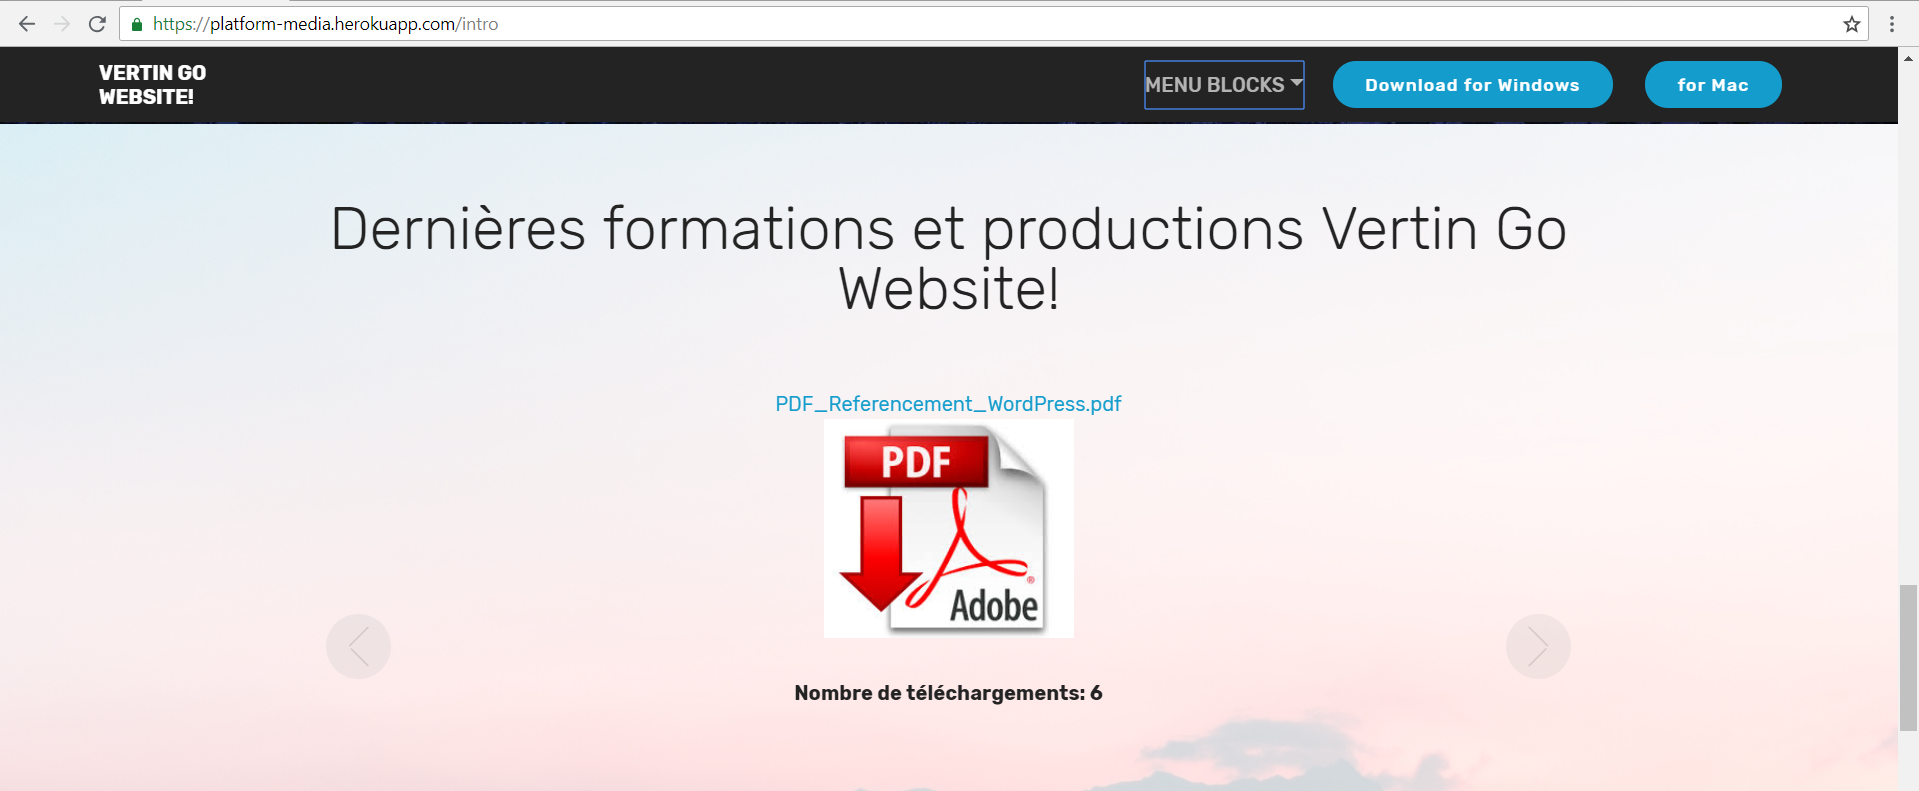 https://platform-media.herokuapp.com/intro
VERTIN GO
WEBSITE!
MENU BLOCKS
Download for Windows
for Mac
Dernières formations et productions Vertin Go
Website!
PDF_Referencement_WordPress.pdf
PDF
®
Adobe
Nombre de téléchargements: 6